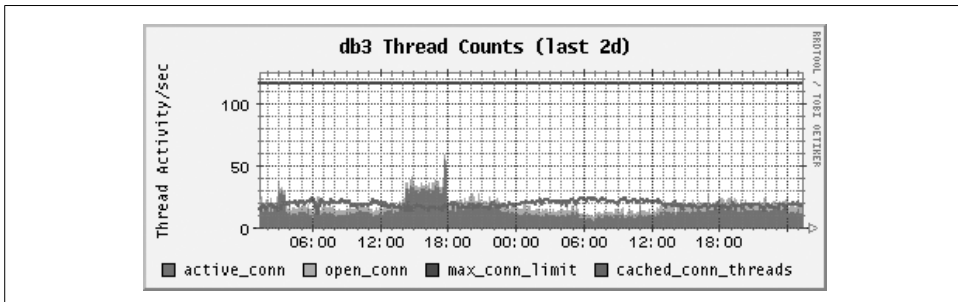 db3 Thread Counts (last 2d)
RRDTOOL / TOBI OETIKER
Thread Activity/sec
100
50
0
06:00 12:00 18:00 00:00 06:00 12:00 18:00
active_conn open_conn max_conn_limit cached_conn_threads